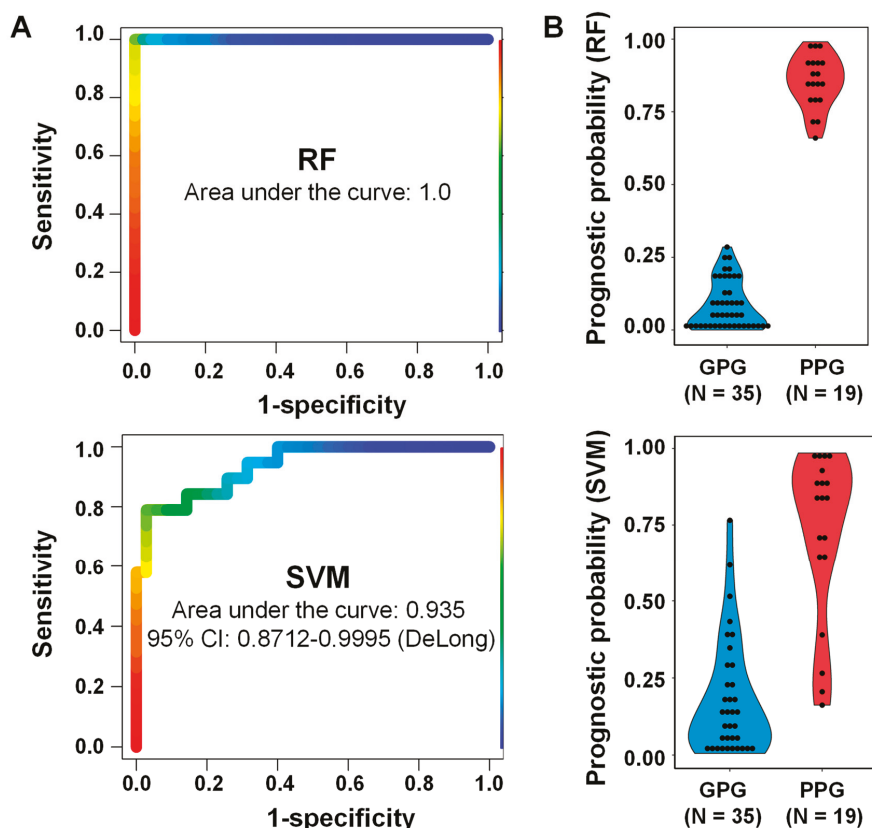 A
Sensitivity
1.0
0.8
0.6
0.4
0.2
0.0
RF
Area under the curve: 1.0
0.0 0.2 0.4 0.6 0.8 1.0
1-specificity
B
Prognostic probability (RF)
1.00
0.75
0.50
0.25
0.00
GPG PPG
(N = 35) (N = 19)
Sensitivity
1.0
0.8
0.6
0.4
0.2
0.0
SVM
Area under the curve: 0.935
95% CI: 0.8712-0.9995 (DeLong)
0.0 0.2 0.4 0.6 0.8 1.0
1-specificity
Prognostic probability (SVM)
1.00
0.75
0.50
0.25
0.00
GPG PPG
(N = 35) (N = 19)